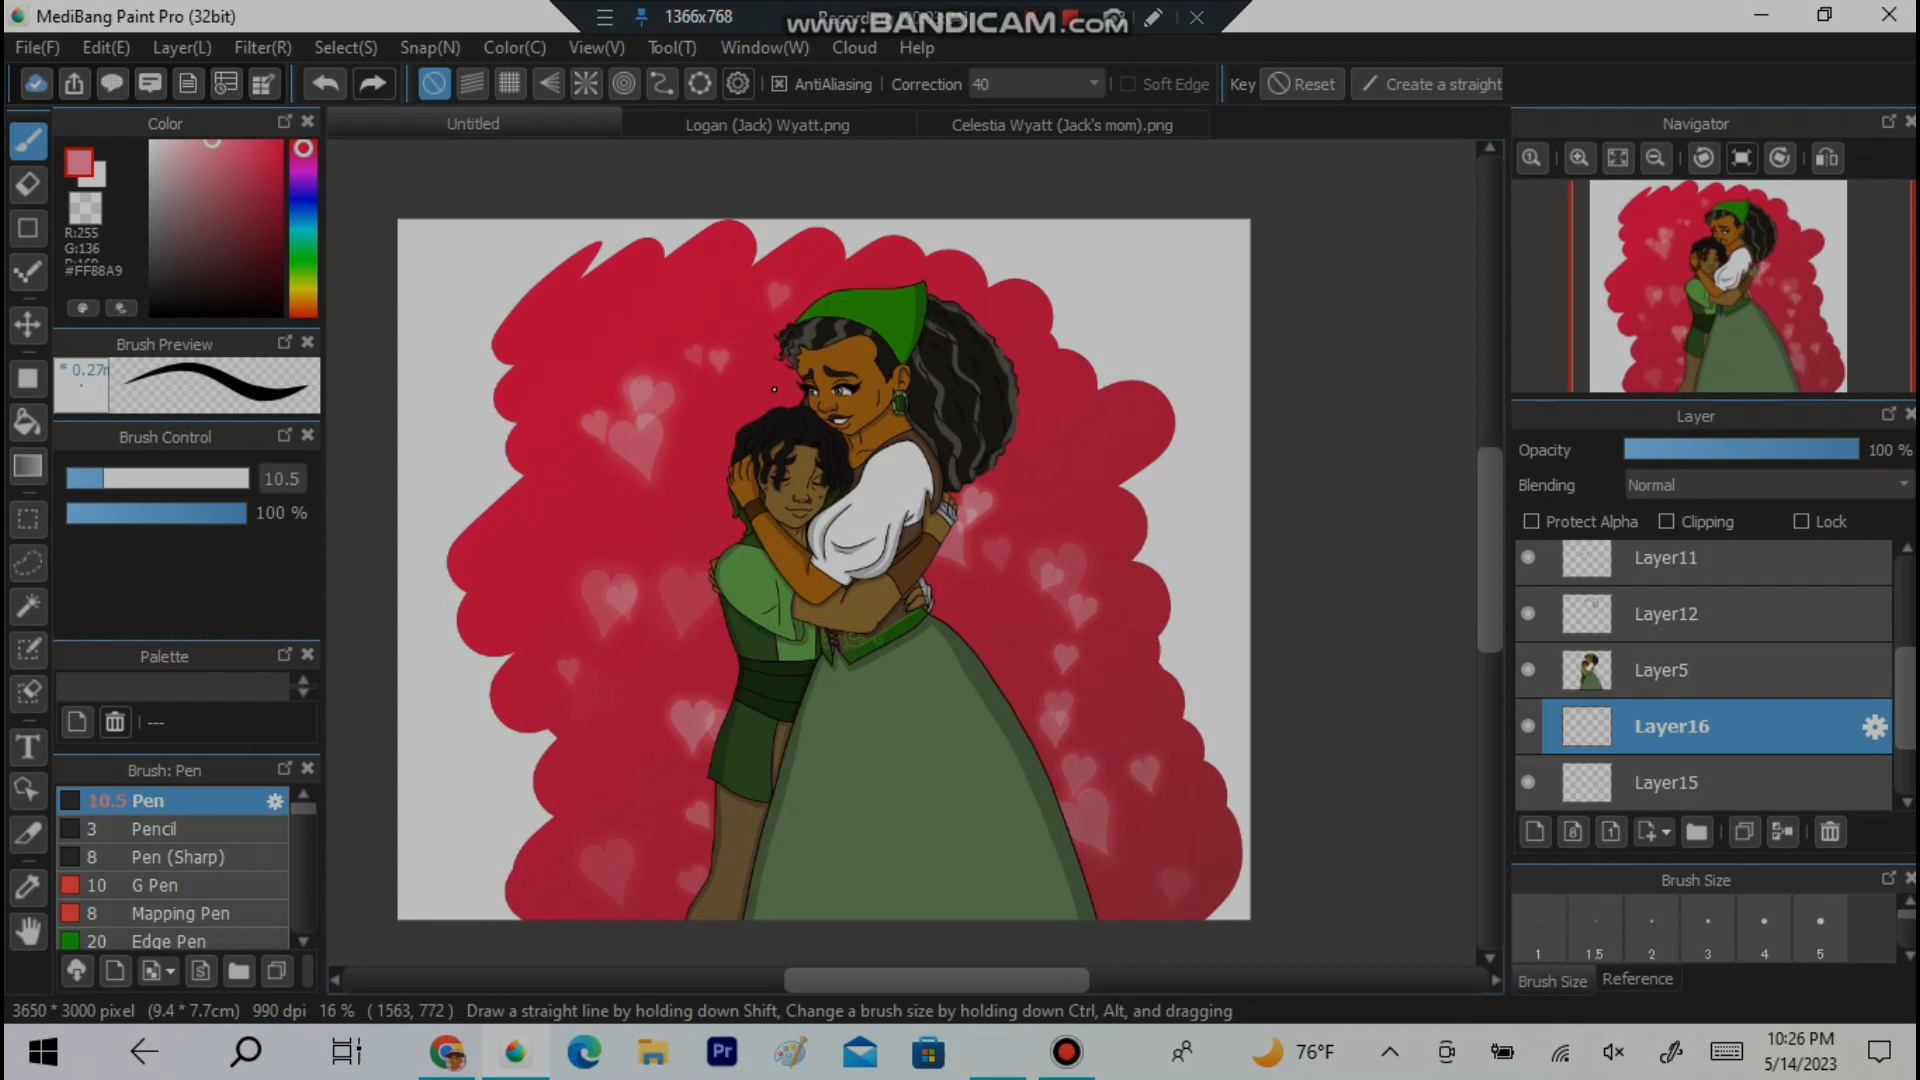 MediBang Paint Pro (32bit)
1366x768
www.BANDICAM.com
File(F) Edit(E) Layer(L) Filter(R) Select(S) Snap(N) Color(C) View(V) Tool(T) Window(W) Cloud Help
AntiAliasing Correction 40 Soft Edge Key Reset Create a straight
Color
Untitled Logan (Jack) Wyatt.png Celestia Wyatt (Jack's mom).png
Navigator
R:255
G:136
#FF88A9
Brush Preview
* 0.27
Brush Control
10.5
100 %
Palette
---
Brush: Pen
10.5 Pen
3 Pencil
8 Pen (Sharp)
10 G Pen
8 Mapping Pen
20 Edge Pen
Layer
Opacity 100 %
Blending Normal
Protect Alpha Clipping Lock
Layer11
Layer12
Layer5
Layer16
Layer15
Brush Size
1 1.5 2 3 4 5
Brush Size Reference
3650 * 3000 pixel (9.4 * 7.7cm) 990 dpi 16 % ( 1563, 772 ) Draw a straight line by holding down Shift, Change a brush size by holding down Ctrl, Alt, and dragging
Pr
76°F
10:26 PM
5/14/2023